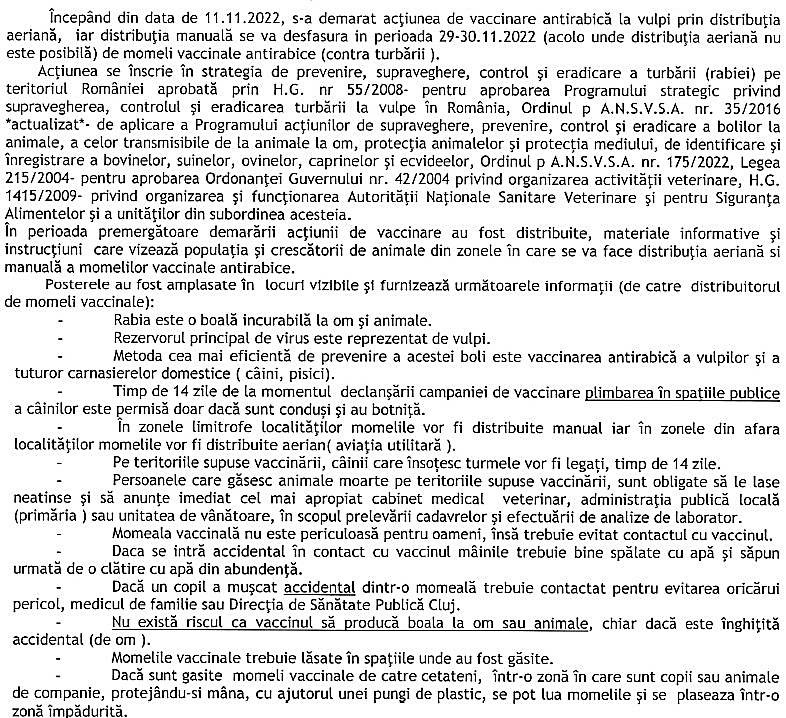 Începând din data de 11.11.2022, s-a demarat acţiunea de vaccinare antirabică la vulpi prin distribuţia
aeriană, iar distribuţia manuală se va desfasura in perioada 29-30.11.2022 (acolo unde distribuţia aeriană nu
este posibilă) de momeli vaccinale antirabice (contra turbării ).
Acţiunea se înscrie în strategia de prevenire, supraveghere, control şi eradicare a turbării (rabiei) pe
teritoriul României aprobată prin H.G. nr 55/2008- pentru aprobarea Programului strategic privind
supravegherea, controlul şi eradicarea turbării la vulpe în România, Ordinul p A.N.S.V.S.A. nr. 35/2016
*actualizat*- de aplicare a Programului acţiunilor de supraveghere, prevenire, control şi eradicare a bolilor la
animale, a celor transmisibile de la animale la om, protecţia animalelor şi protecţia mediului, de identificare şi
înregistrare a bovinelor, suinelor, ovinelor, caprinelor şi ecvideelor, Ordinul p A.N.S.V.S.A. nr. 175/2022, Legea
215/2004- pentru aprobarea Ordonanţei Guvernului nr. 42/2004 privind organizarea activităţii veterinare, H.G.
1415/2009- privind organizarea şi funcţionarea Autorităţii Naţionale Sanitare Veterinare şi pentru Siguranţa
Alimentelor şi a unităţilor din subordinea acesteia.
În perioada premergătoare demarării acţiunii de vaccinare au fost distribuite, materiale informative şi
instrucţiuni care vizează populaţia şi crescătorii de animale din zonele în care se va face distribuţia aeriană si
manuală a momelilor vaccinale antirabice.
Posterele au fost amplasate în locuri vizibile şi furnizează următoarele informaţii (de catre distribuitorul
de momeli vaccinale):
- Rabia este o boală incurabilă la om şi animale.
- Rezervorul principal de virus este reprezentat de vulpi.
- Metoda cea mai eficientă de prevenire a acestei boli este vaccinarea antirabică a vulpilor şi a
tuturor carnasierelor domestice ( câini, pisici).
- Timp de 14 zile de la momentul declanşării campaniei de vaccinare plimbarea în spaţiile publice
a câinilor este permisă doar dacă sunt conduşi şi au botniţă.
- În zonele limitrofe localităţilor momelile vor fi distribuite manual iar în zonele din afara
localităţilor momelile vor fi distribuite aerian( aviaţia utilitară ).
- Pe teritoriile supuse vaccinării, câinii care însoţesc turmele vor fi legaţi, timp de 14 zile.
- Persoanele care găsesc animale moarte pe teritoriile supuse vaccinării, sunt obligate să le lase
neatinse şi să anunţe imediat cel mai apropiat cabinet medical veterinar, administraţia publică locală
(primăria ) sau unitatea de vânătoare, în scopul prelevării cadavrelor şi efectuării de analize de laborator.
- Momeala vaccinală nu este periculoasă pentru oameni, însă trebuie evitat contactul cu vaccinul.
- Daca se intră accidental în contact cu vaccinul mâinile trebuie bine spălate cu apă şi săpun
urmată de o clătire cu apă din abundenţă.
- Dacă un copil a muşcat accidental dintr-o momeală trebuie contactat pentru evitarea oricărui
pericol, medicul de familie sau Direcţia de Sănătate Publică Cluj.
- Nu există riscul ca vaccinul să producă boala la om sau animale, chiar dacă este înghiţită
accidental (de om ).
- Momelile vaccinale trebuie lăsate în spaţiile unde au fost găsite.
- Dacă sunt gasite momeli vaccinale de catre cetateni, într-o zonă în care sunt copii sau animale
de companie, protejându-si mâna, cu ajutorul unei pungi de plastic, se pot lua momelile şi se plaseaza într-o
zonă împădurită.